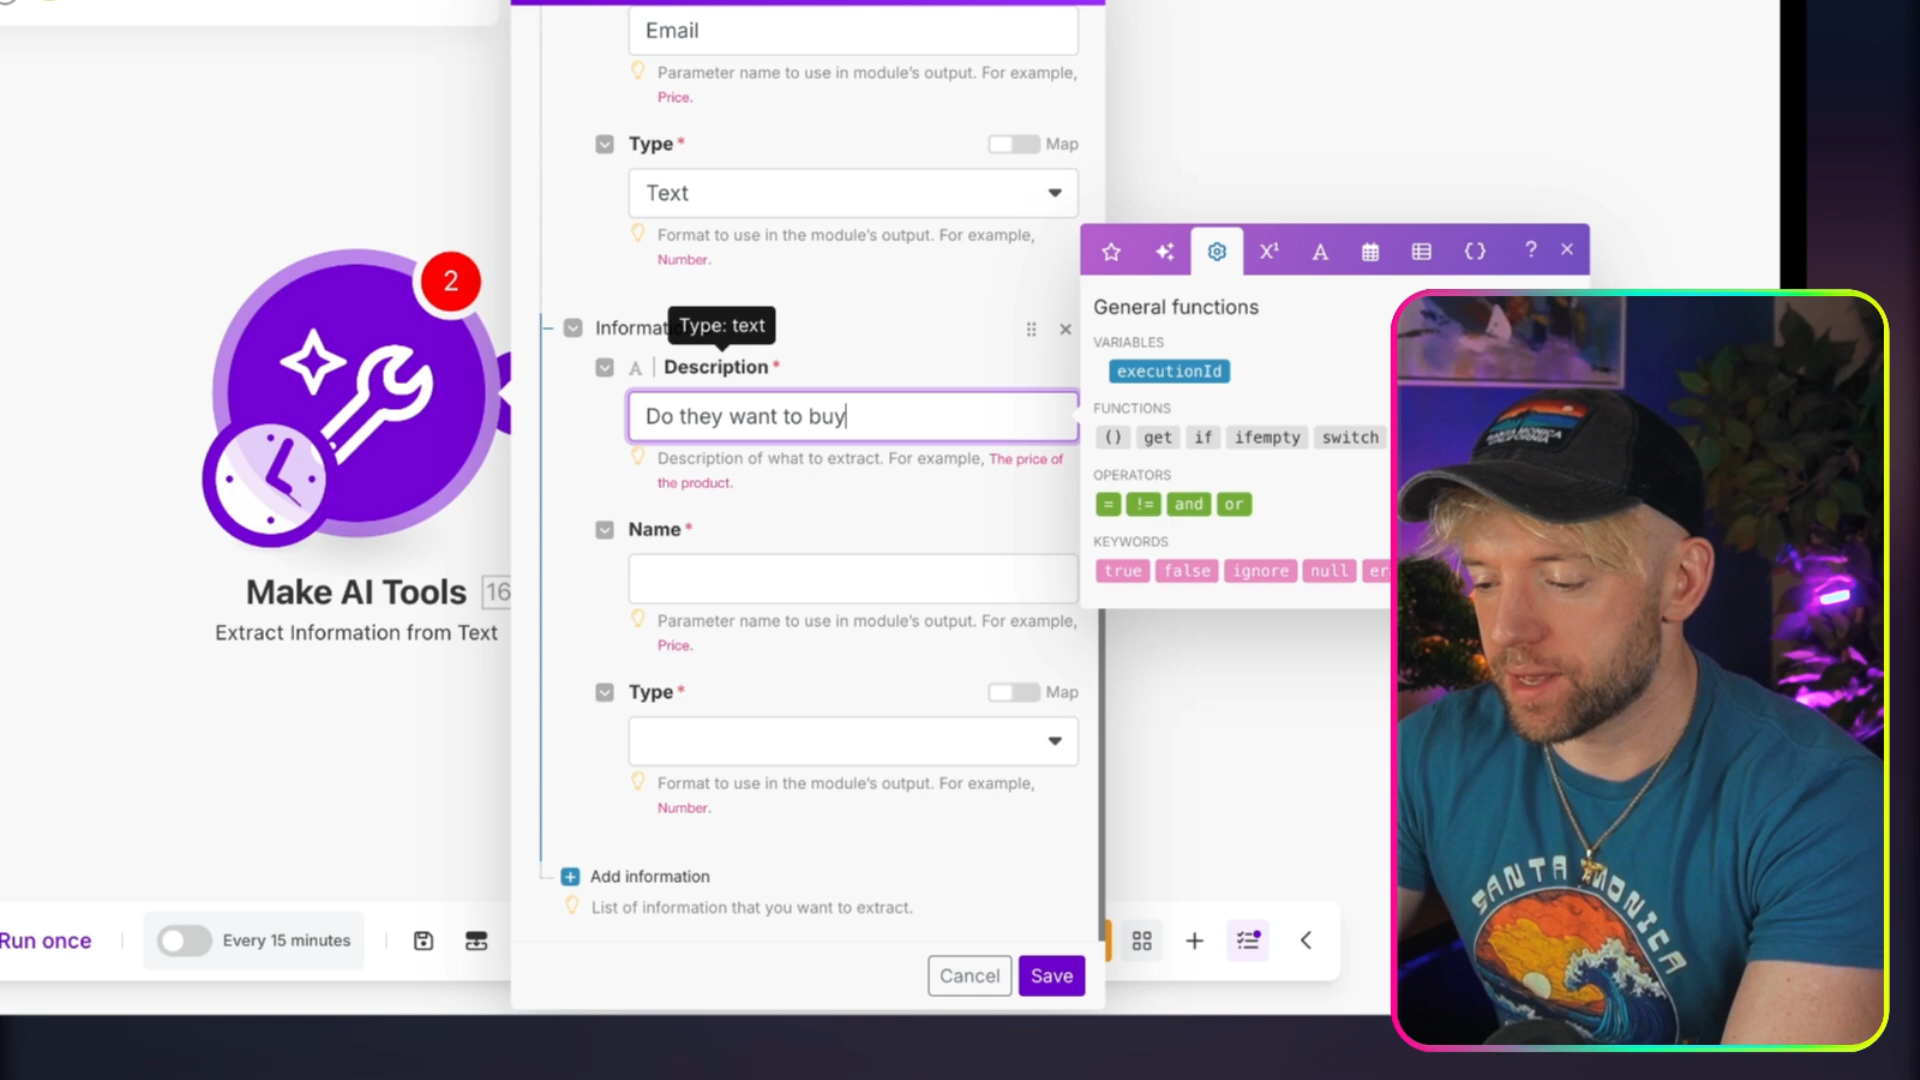 Email
Parameter name to use in module's output. For example,
Price.
Type *
Map
Text
Format to use in the module's output. For example,
Number.
2
Type: text
A | Description *
Do they want to buy
Description of what to extract. For example, The price of
the product.
Name *
Parameter name to use in module's output. For example,
Price.
Type *
Map
Format to use in the module's output. For example,
Number.
Add information
List of information that you want to extract.
Cancel
Save
Make AI Tools
16
Extract Information from Text
Run once
Every 15 minutes
X¹
A
{}
?
General functions
VARIABLES
executionId
FUNCTIONS
() get if ifempty switch
OPERATORS
= != and or
KEYWORDS
true false ignore null
SANTA MONICA
CALIFORNIA
SANTA MONICA